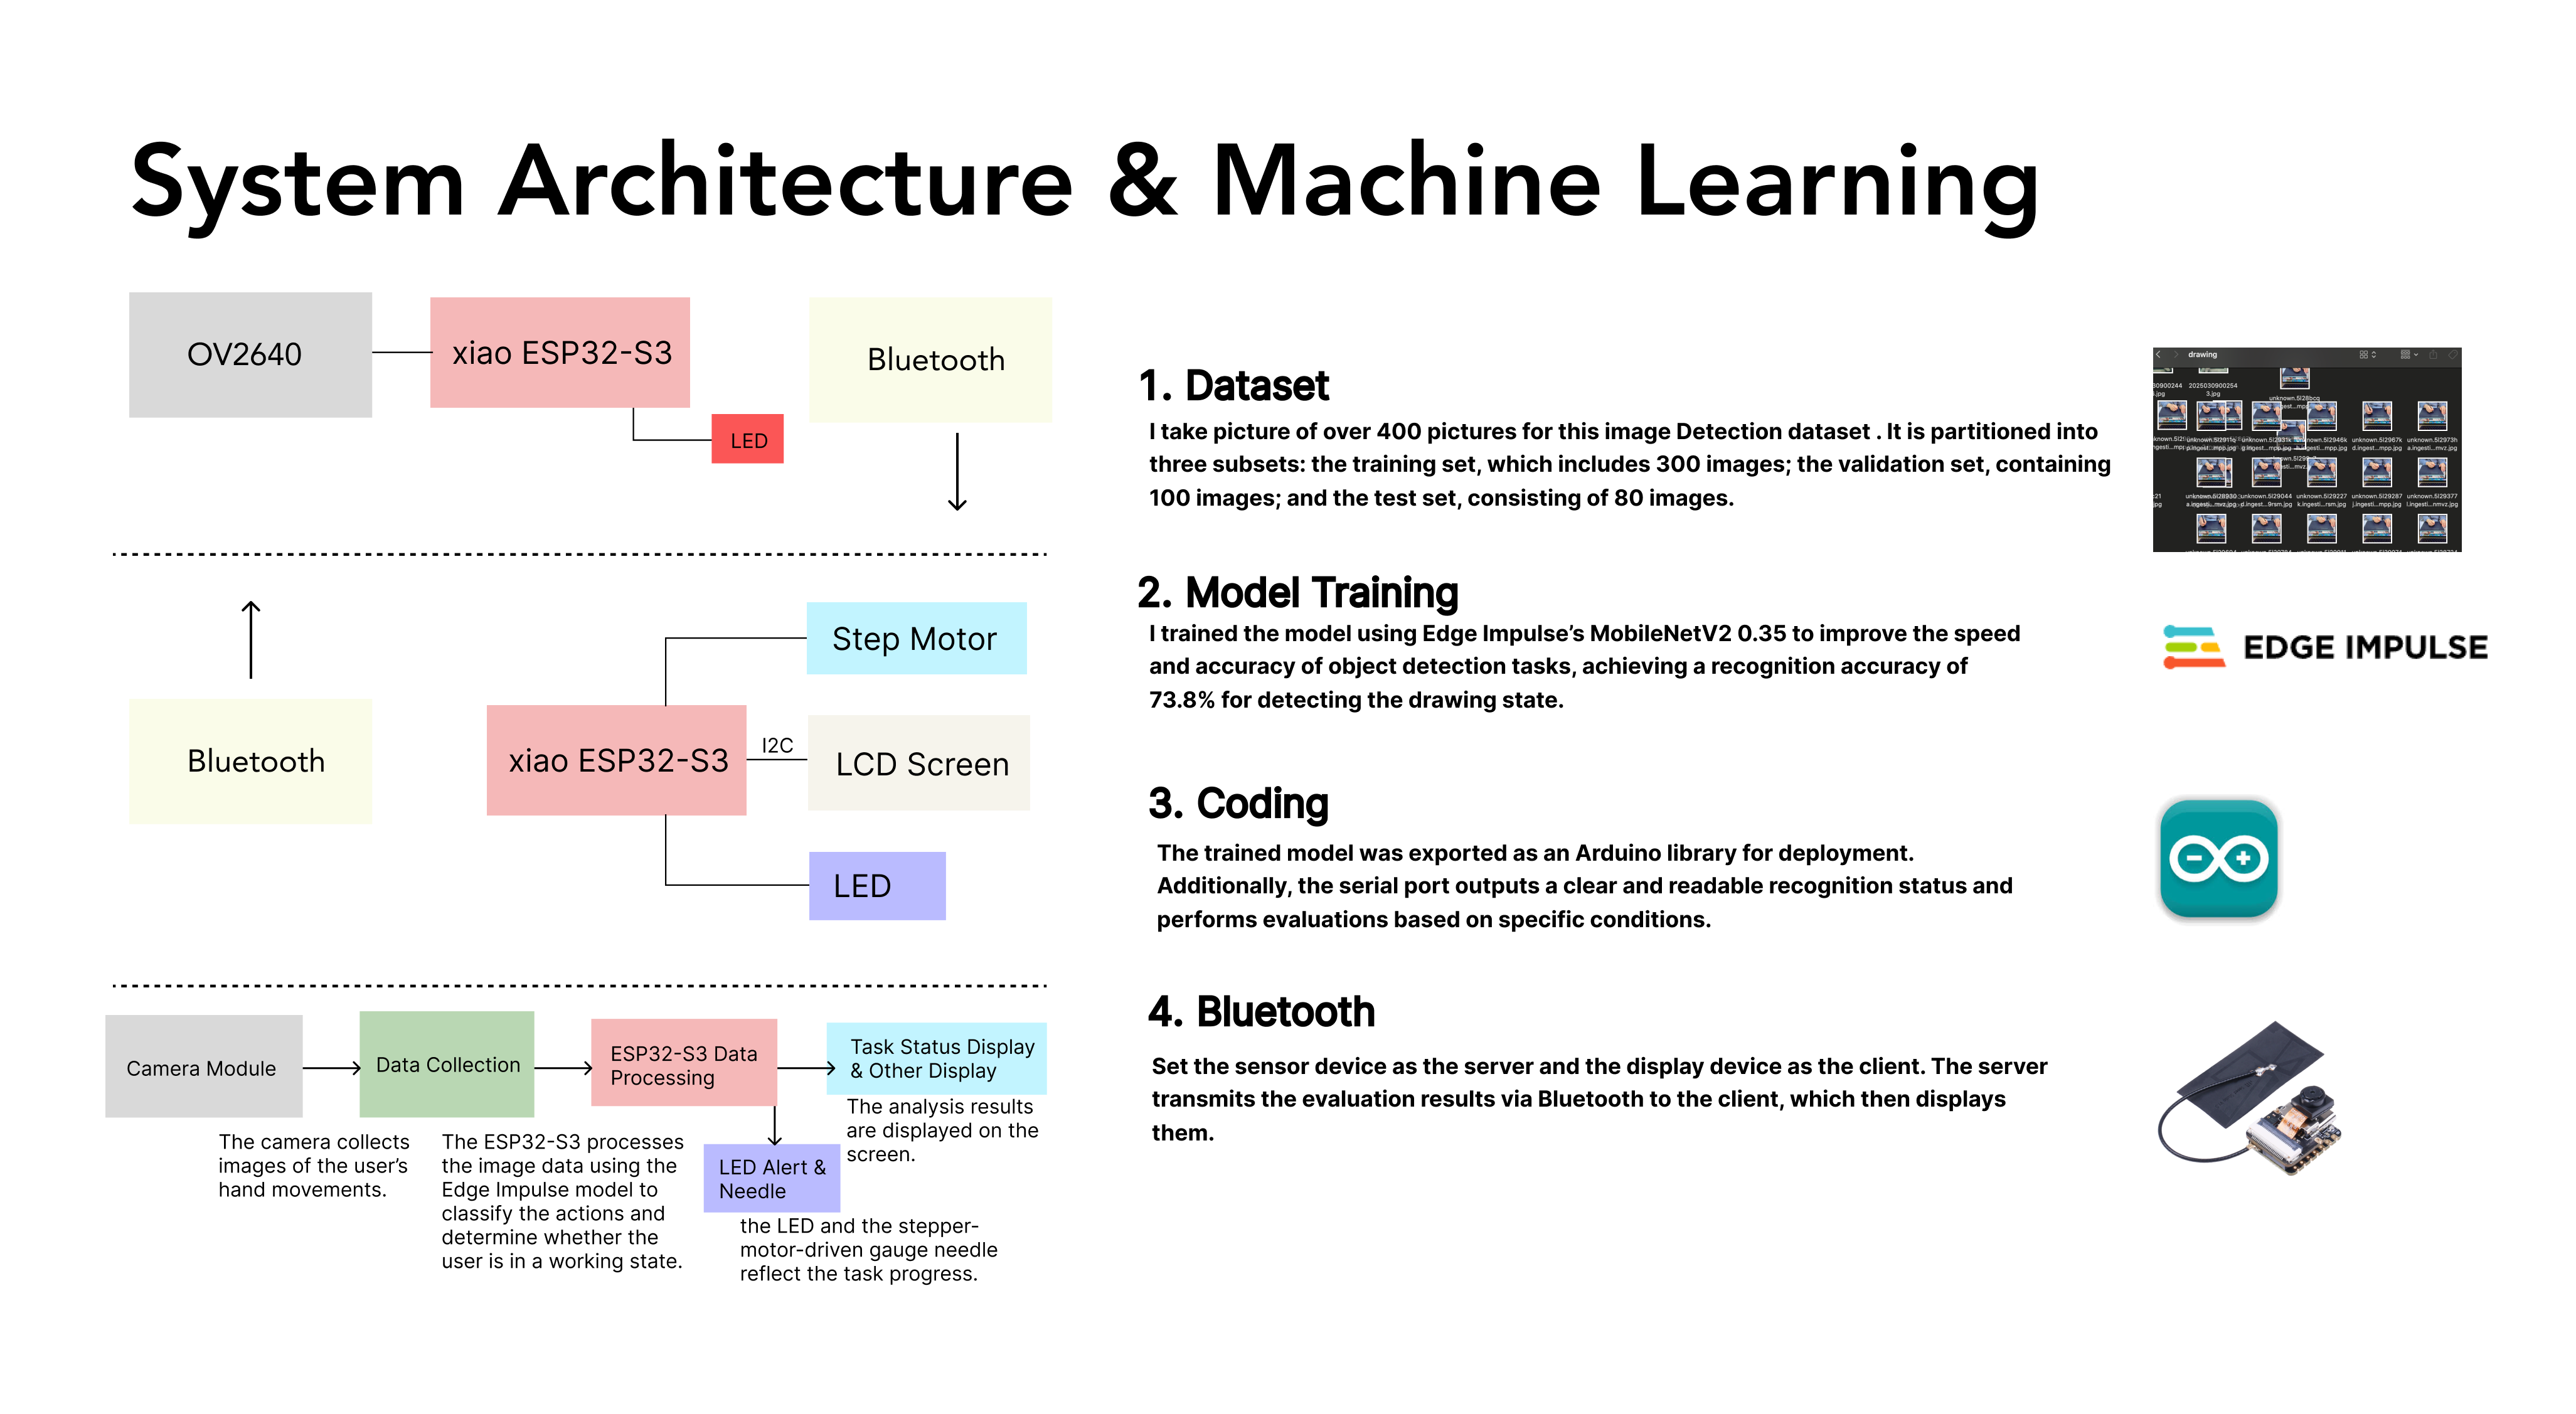 System Architecture & Machine Learning
OV2640
xiao ESP32-S3
LED
Bluetooth
Step Motor
Bluetooth
xiao ESP32-S3
I2C
LCD Screen
LED
Camera Module
Data Collection
ESP32-S3 Data
Processing
Task Status Display
& Other Display
The camera collects
images of the user's
hand movements.
The ESP32-S3 processes
the image data using the
Edge Impulse model to
classify the actions and
determine whether the
user is in a working state.
The analysis results
are displayed on the
screen.
LED Alert &
Needle
the LED and the stepper-
motor-driven gauge needle
reflect the task progress.
1. Dataset
I take picture of over 400 pictures for this image Detection dataset . It is partitioned into
three subsets: the training set, which includes 300 images; the validation set, containing
100 images; and the test set, consisting of 80 images.
drawing
2. Model Training
I trained the model using Edge Impulse's MobileNetV2 0.35 to improve the speed
and accuracy of object detection tasks, achieving a recognition accuracy of
73.8% for detecting the drawing state.
EDGE IMPULSE
3. Coding
The trained model was exported as an Arduino library for deployment.
Additionally, the serial port outputs a clear and readable recognition status and
performs evaluations based on specific conditions.
4. Bluetooth
Set the sensor device as the server and the display device as the client. The server
transmits the evaluation results via Bluetooth to the client, which then displays
them.